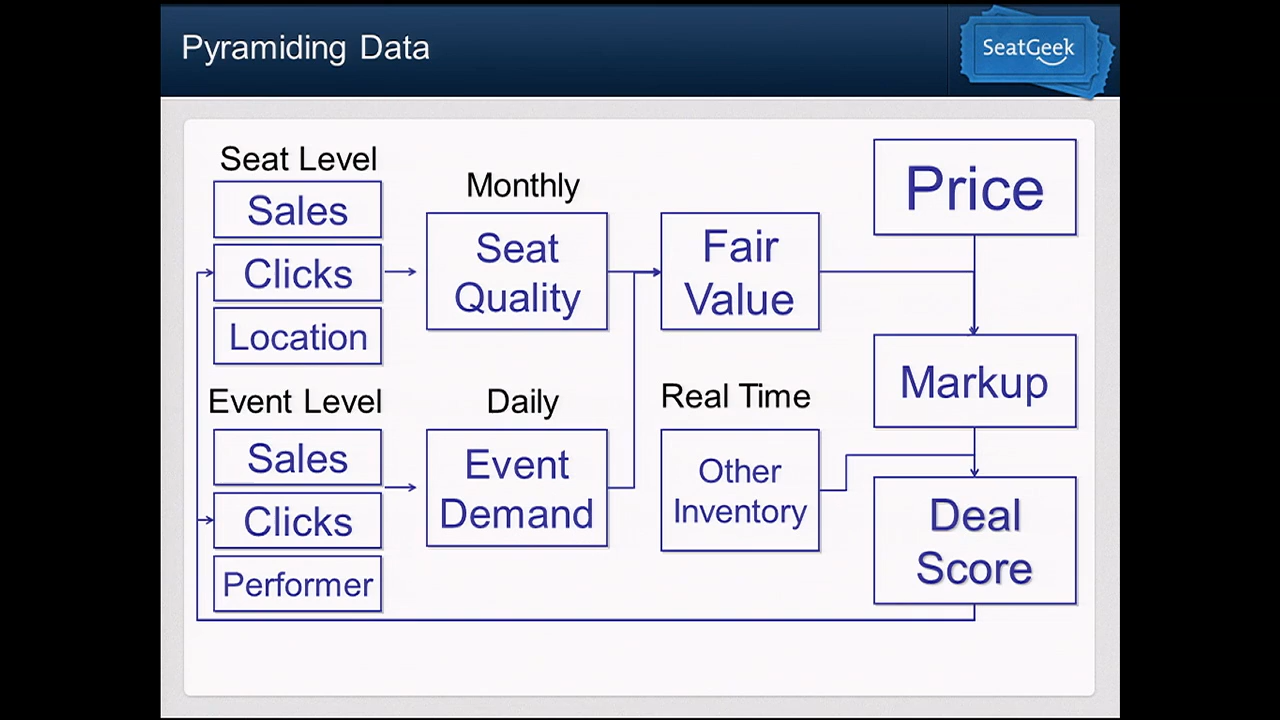 Pyramiding Data
SeatGeek
Seat Level
Sales
Clicks
Location
Monthly
Seat
Quality
Fair
Value
Price
Markup
Event Level
Sales
Clicks
Performer
Daily
Event
Demand
Real Time
Other
Inventory
Deal
Score